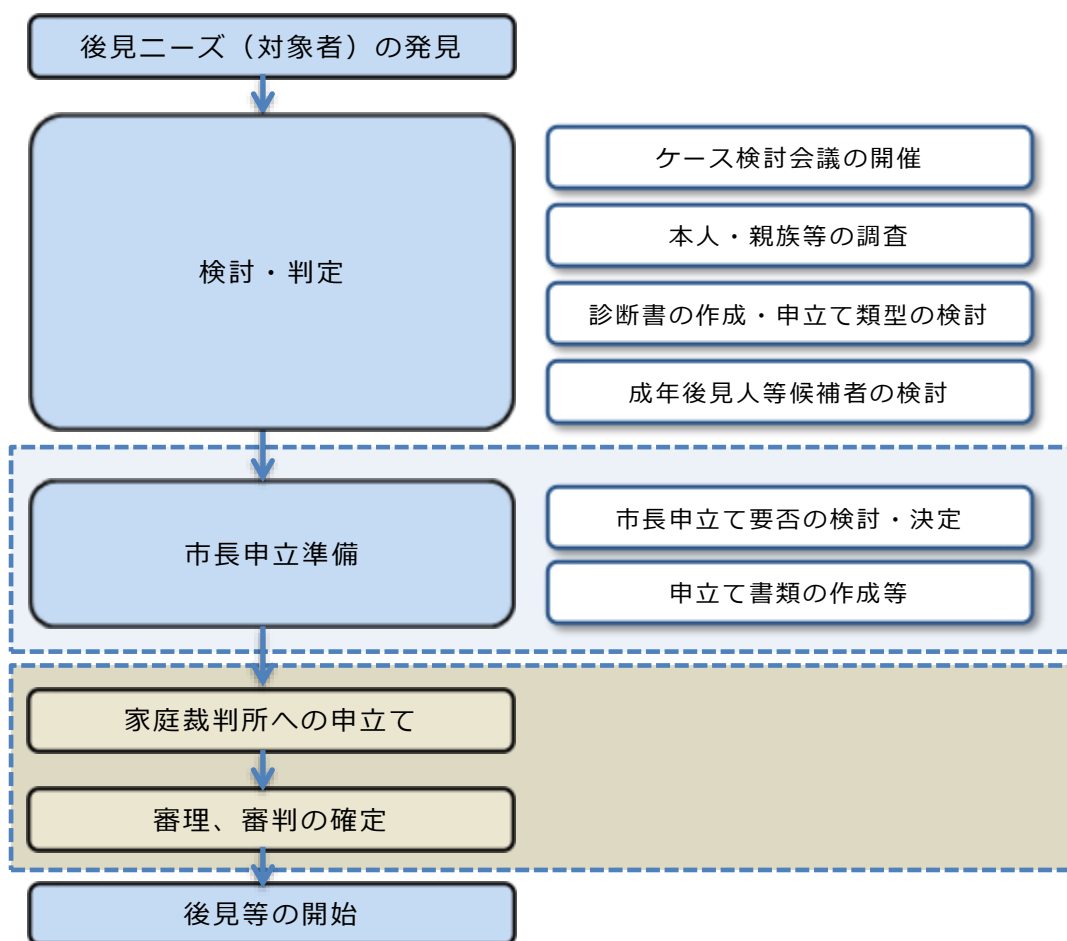 後見ニーズ（対象者）の発見
検討・判定
ケース検討会議の開催
本人・親族等の調査
診断書の作成・申立て類型の検討
成年後見人等候補者の検討
市長申立準備
市長申立て要否の検討・決定
申立て書類の作成等
家庭裁判所への申立て
審理、審判の確定
後見等の開始